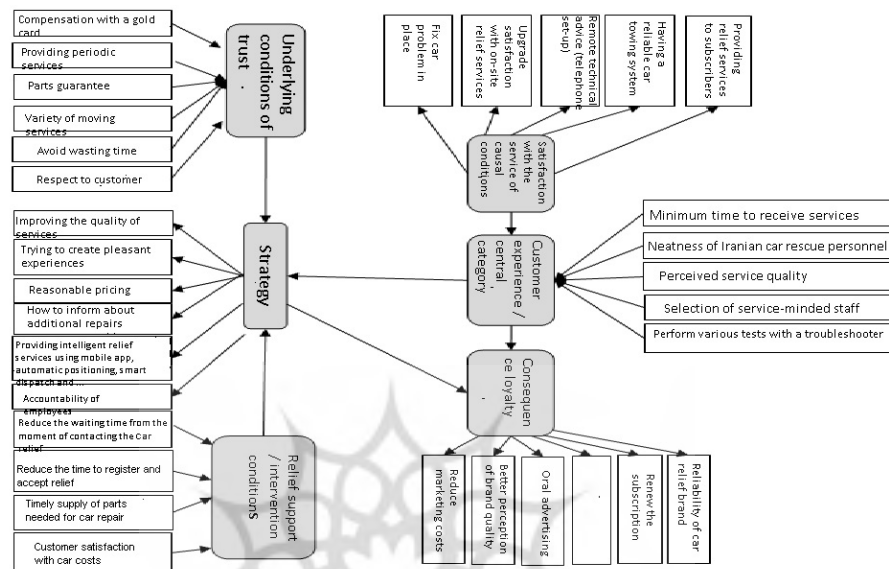 Compensation with a gold
card
Providing periodic
services
Parts guarantee
Variety of moving
services
Avoid wasting time
Respect to customer
Underlying
conditions of
trust .
Fix car
problem in
place
Upgrade
satisfaction
with on-site
relief services
Remote technical
advice (telephone
set-up)
Having a
reliable car
towing system
Providing
relief services
to subscribers
Satisfaction
with the
service of
causal
conditions
Improving the quality of
services
Trying to create pleasant
experiences
Reasonable pricing
How to inform about
additional repairs
Providing intelligent relief
services using mobile app,
automatic positioning, smart
dispatch and ...
Accountability of
employees
Strategy
Customer
experience /
central
category
Minimum time to receive services
Neatness of Iranian car rescue personnel
Perceived service quality
Selection of service-minded staff
Perform various tests with a troubleshooter
Reduce the waiting time from the
moment of contacting the Car
relief
Reduce the time to register and
accept relief
Timely supply of parts
needed for car repair
Customer satisfaction
with car costs
Relief support
/ intervention
conditions
Consequen
ce loyalty
.
Reduce
marketing costs
Better perception
of brand quality
Oral advertising
.
Renew the
subscription
Reliability of car
relief brand